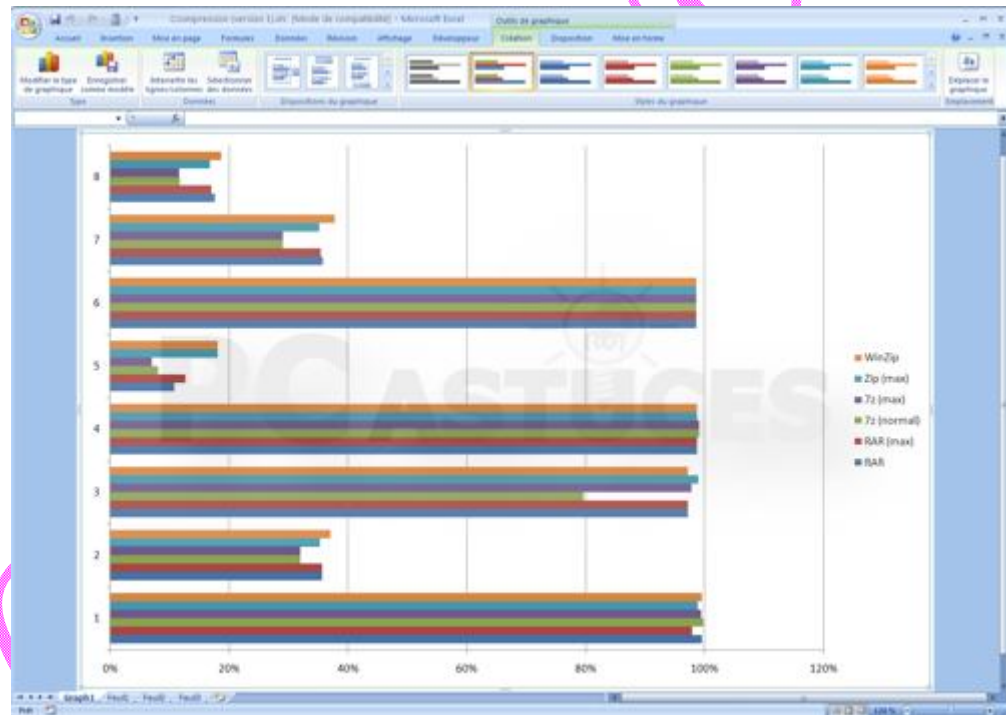 Compression (version 1).xls [Mode de compatibilité] - Microsoft Excel
Outils de graphique
Accueil Insertion Mise en page Formules Données Révision Affichage Développeur Création Disposition Mise en forme
Modifier le type de graphique
Enregistrer comme modèle
Intervertir les lignes/colonnes
Sélectionner des données
Déplacer le graphique
Type
Données
Dispositions du graphique
Styles du graphique
Emplacement
8
7
6
5
4
3
2
1
0% 20% 40% 60% 80% 100% 120%
WinZip
Zip (max)
7z (max)
7z (normal)
RAR (max)
RAR
PC ASTUCES
Graph1 Feuil1 Feuil2 Feuil3
Prêt